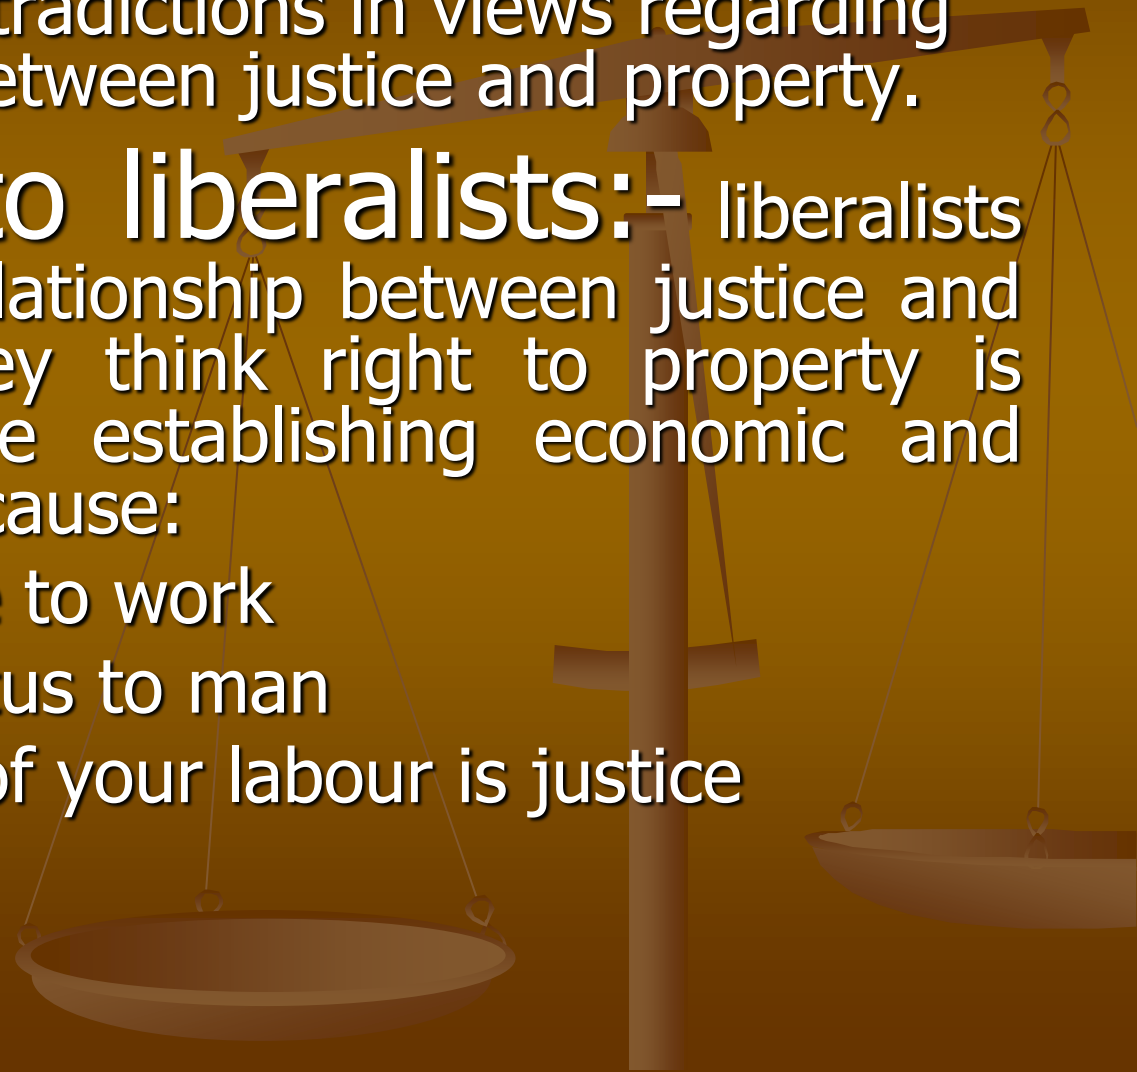 tradictions in views regarding
etween justice and property.
to liberalists:- liberalists
lationship between justice and
ey think right to property is
e establishing economic and
cause:
e to work
tus to man
of your labour is justice